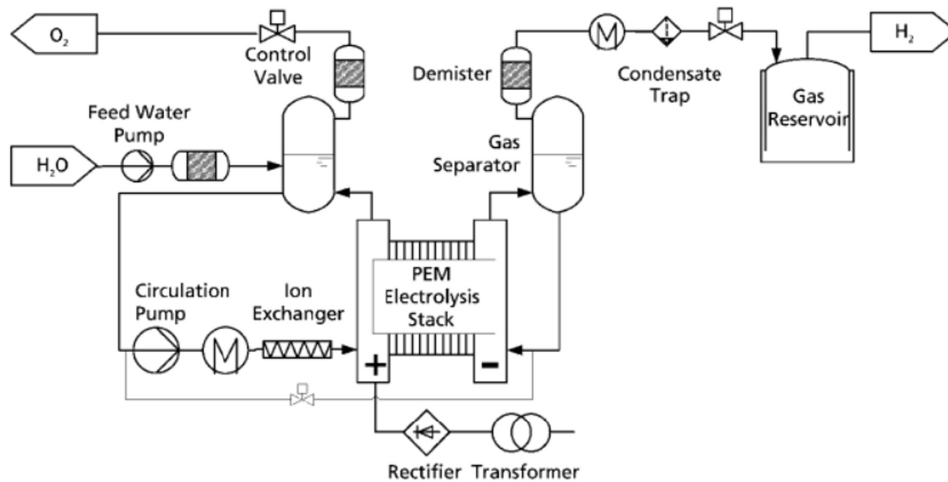 O₂
Control
Valve
Demister
Condensate
Trap
H₂
Gas
Reservoir
Feed Water
Pump
H₂O
Gas
Separator
PEM
Electrolysis
Stack
Circulation
Pump
Ion
Exchanger
M
M
+
-
Rectifier
Transformer